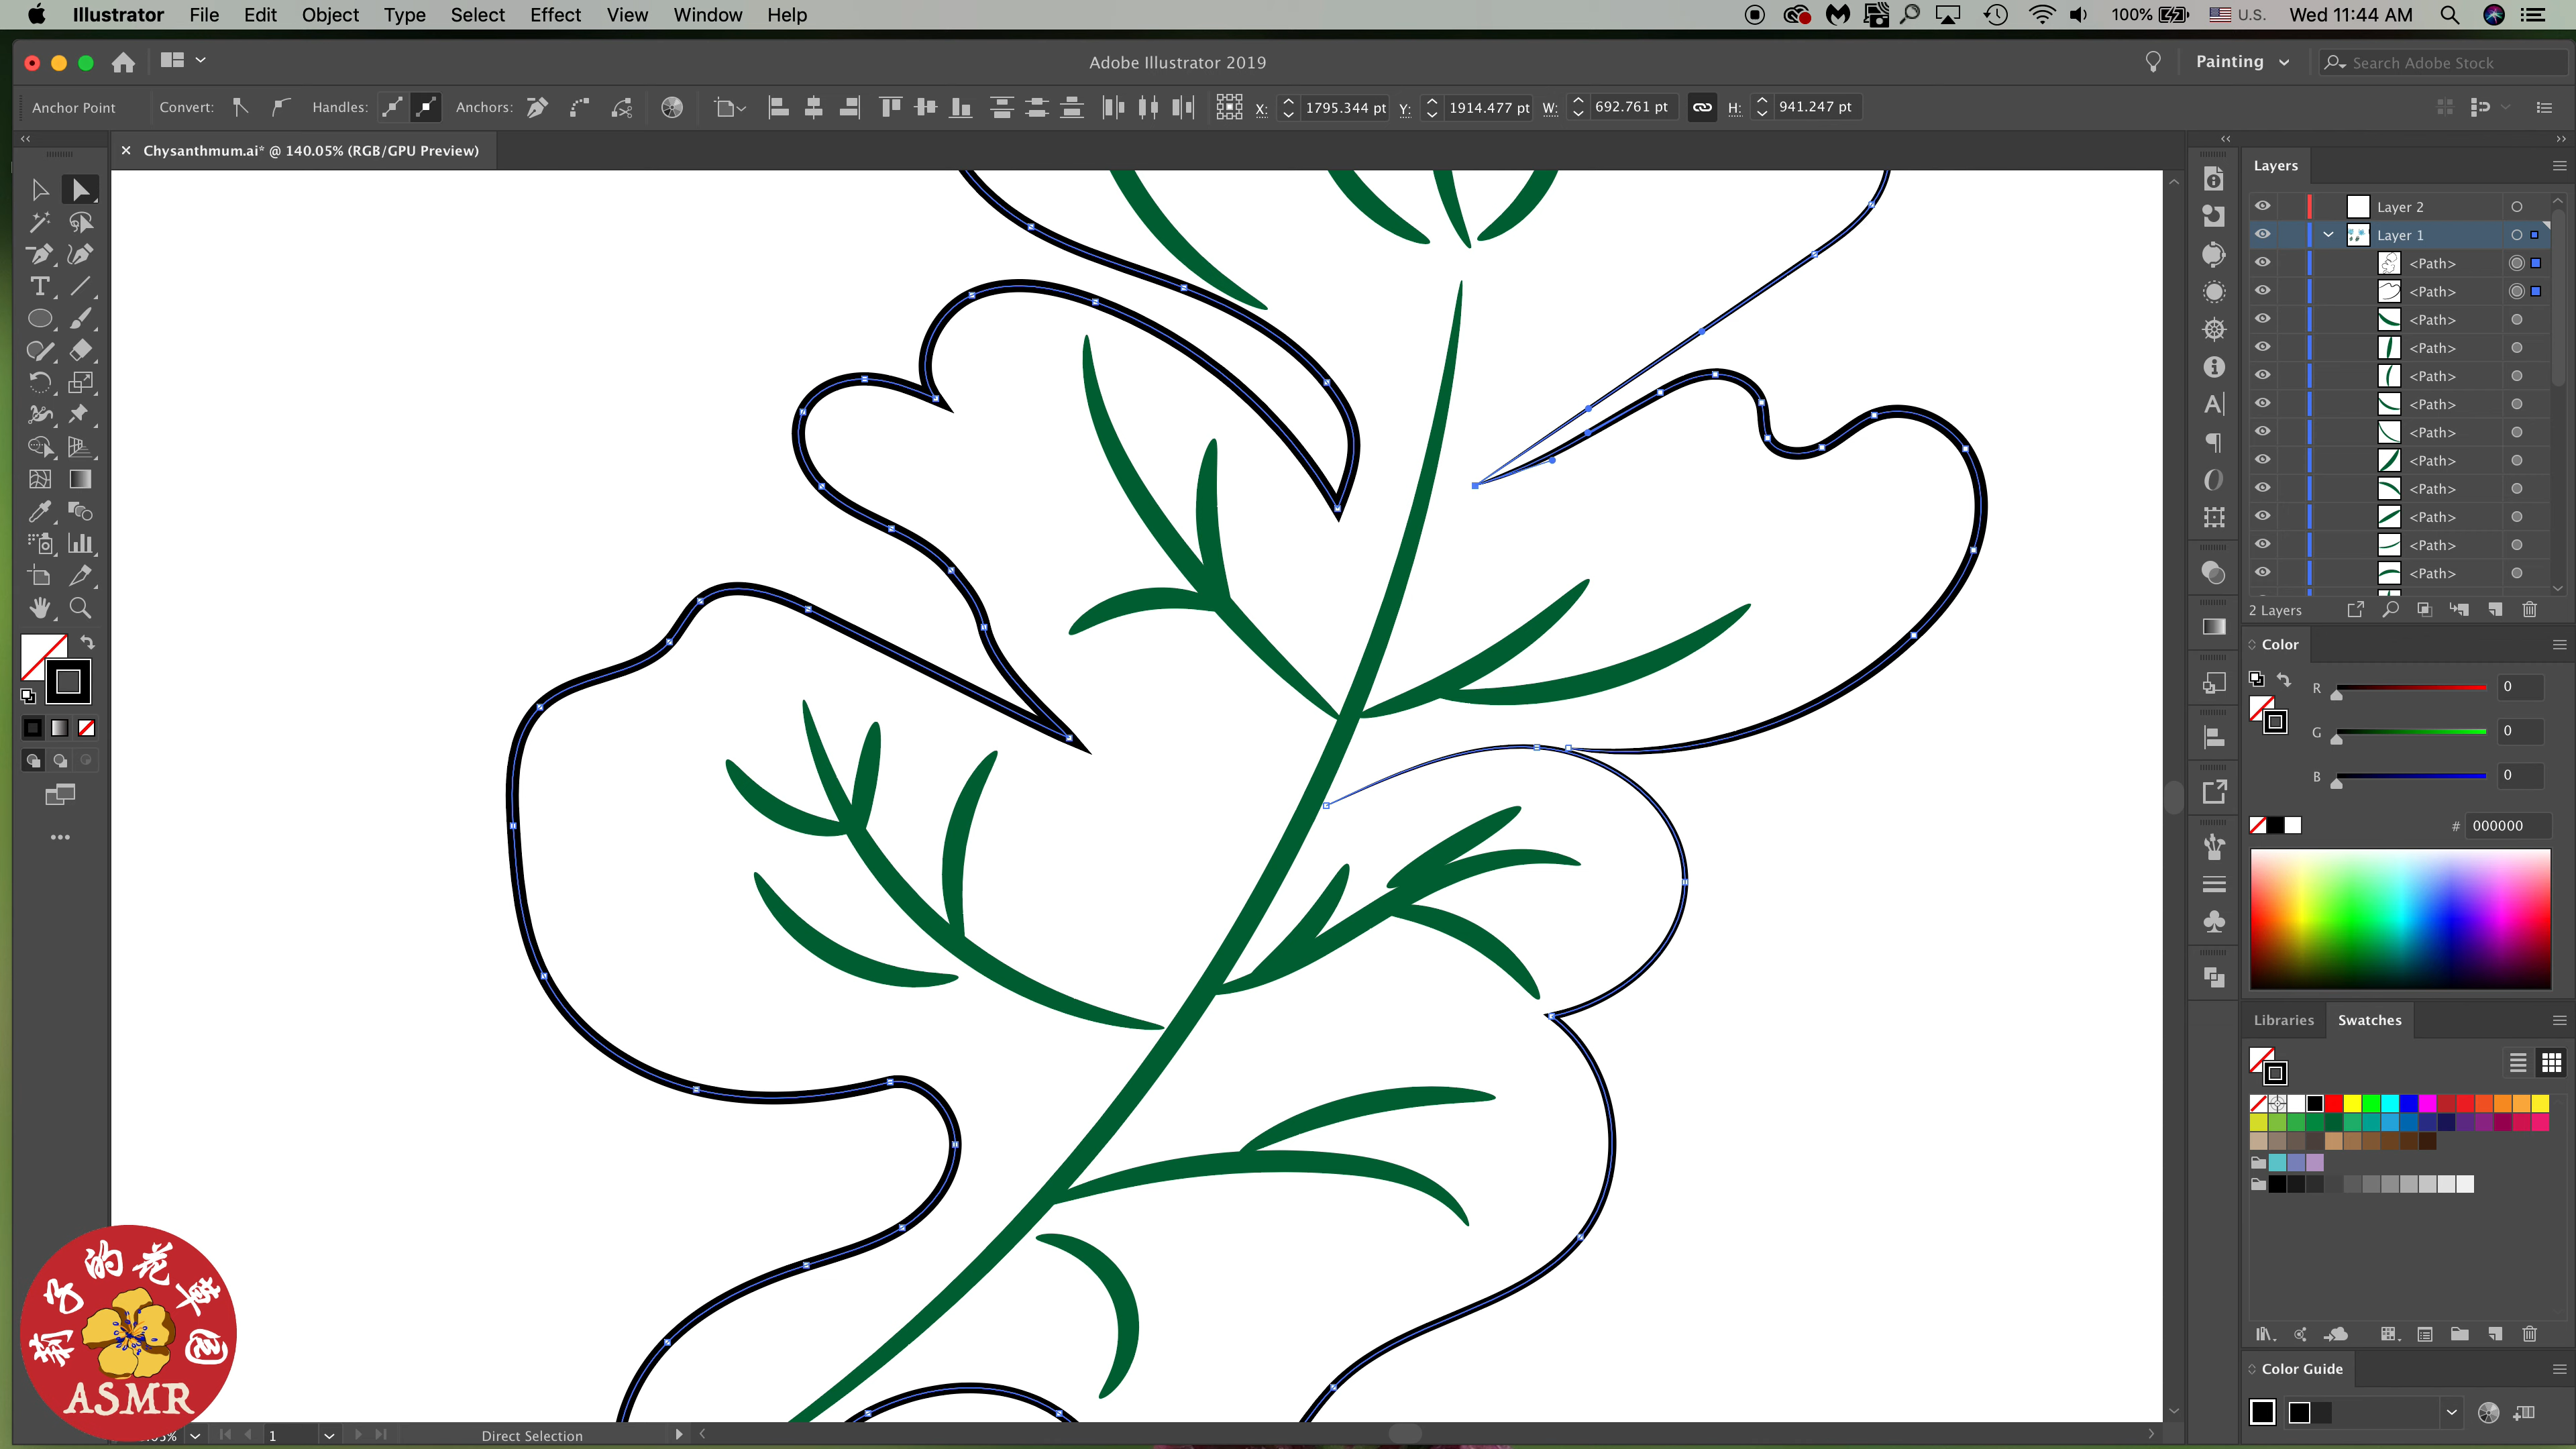 Illustrator File Edit Object Type Select Effect View Window Help 100% U.S. Wed 11:44 AM
Adobe Illustrator 2019 Painting Search Adobe Stock
Anchor Point Convert: Handles: Anchors: X: 1795.344 pt Y: 1914.477 pt W: 692.761 pt H: 941.247 pt
× Chysanthmum.ai* @ 140.05% (RGB/GPU Preview)
Layers
Layer 2
Layer 1
<Path>
<Path>
<Path>
<Path>
<Path>
<Path>
<Path>
<Path>
<Path>
<Path>
<Path>
<Path>
2 Layers
Color
R 0
G 0
B 0
# 000000
Libraries Swatches
Color Guide
的花草
ASMR
1 Direct Selection